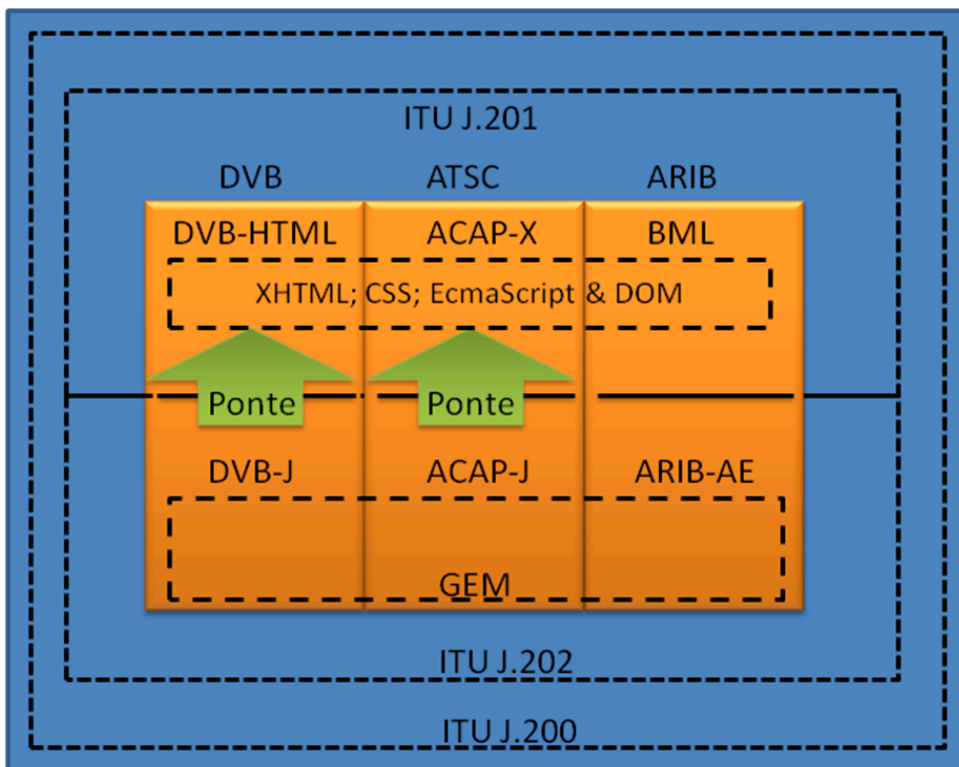 ITU J.201
DVB ATSC ARIB
DVB-HTML ACAP-X BML
XHTML; CSS; EcmaScript & DOM
Ponte Ponte
DVB-J ACAP-J ARIB-AE
GEM
ITU J.202
ITU J.200